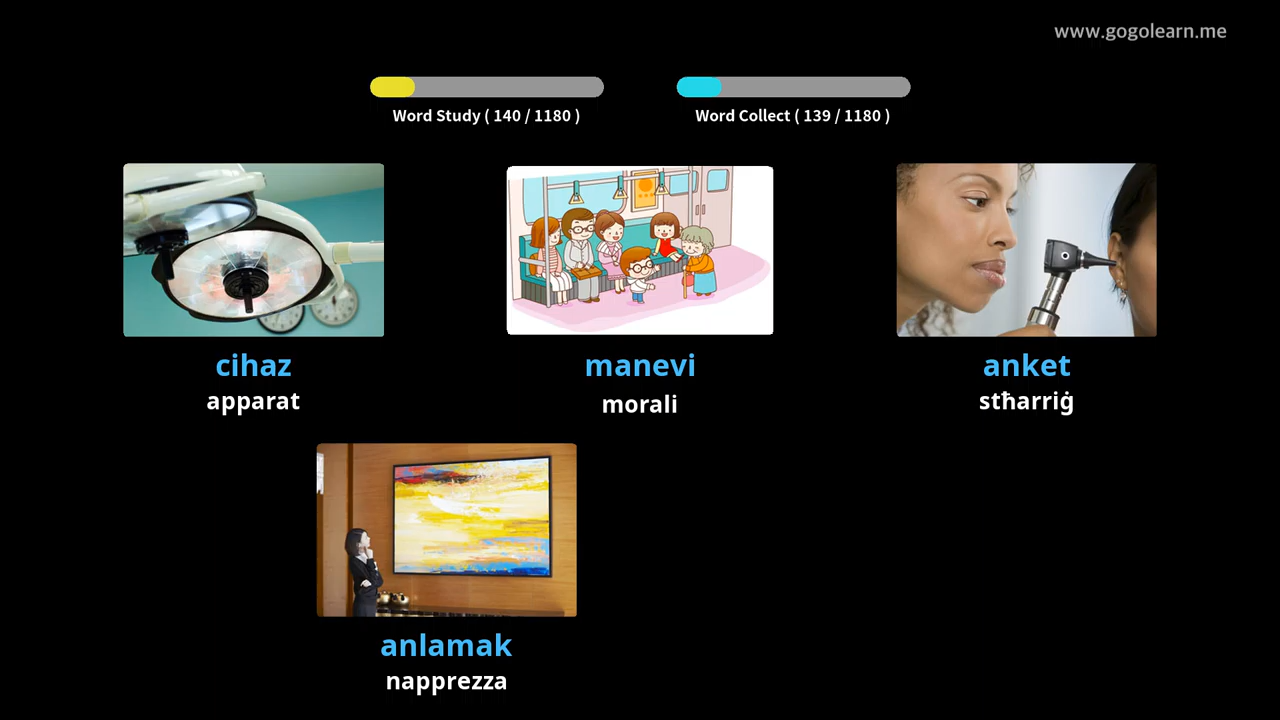 www.gogolearn.me
Word Study ( 140 / 1180 )
Word Collect ( 139 / 1180 )
cihaz
apparat
manevi
morali
anket
stħarriġ
anlamak
napprezza